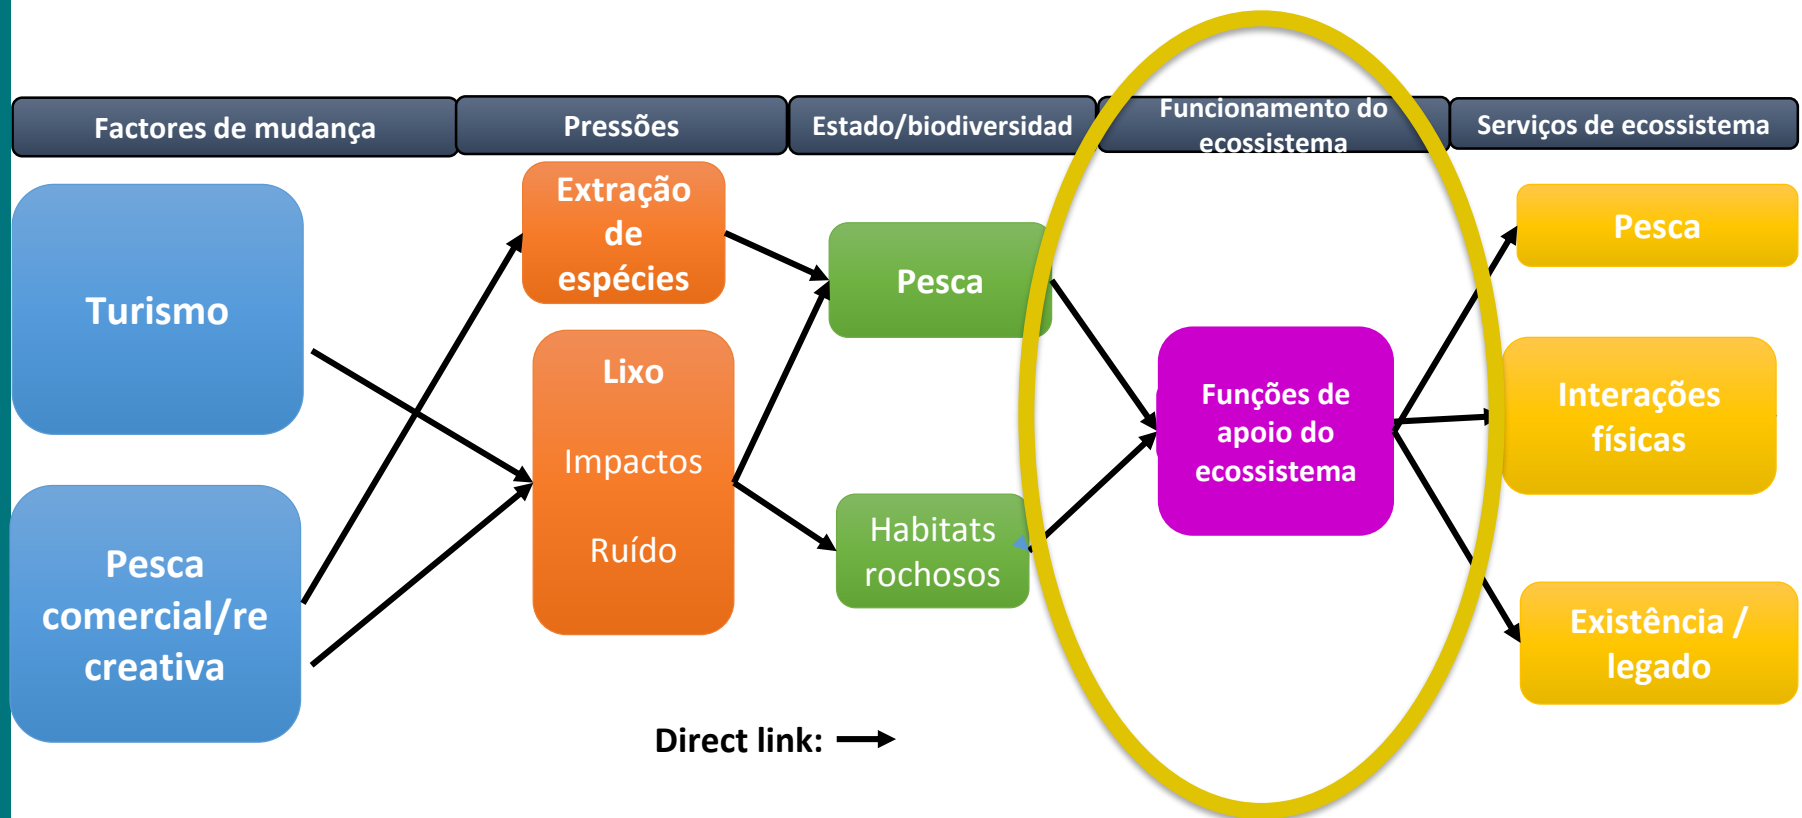 Factores de mudança
Pressões
Estado/biodiversidad
Funcionamento do
ecossistema
Serviços de ecossistema
Turismo
Pesca
comercial/re
creativa
Extração
de
espécies
Lixo
Impactos
Ruído
Pesca
Habitats
rochosos
Funções de
apoio do
ecossistema
Pesca
Interações
físicas
Existência /
legado
Direct link: